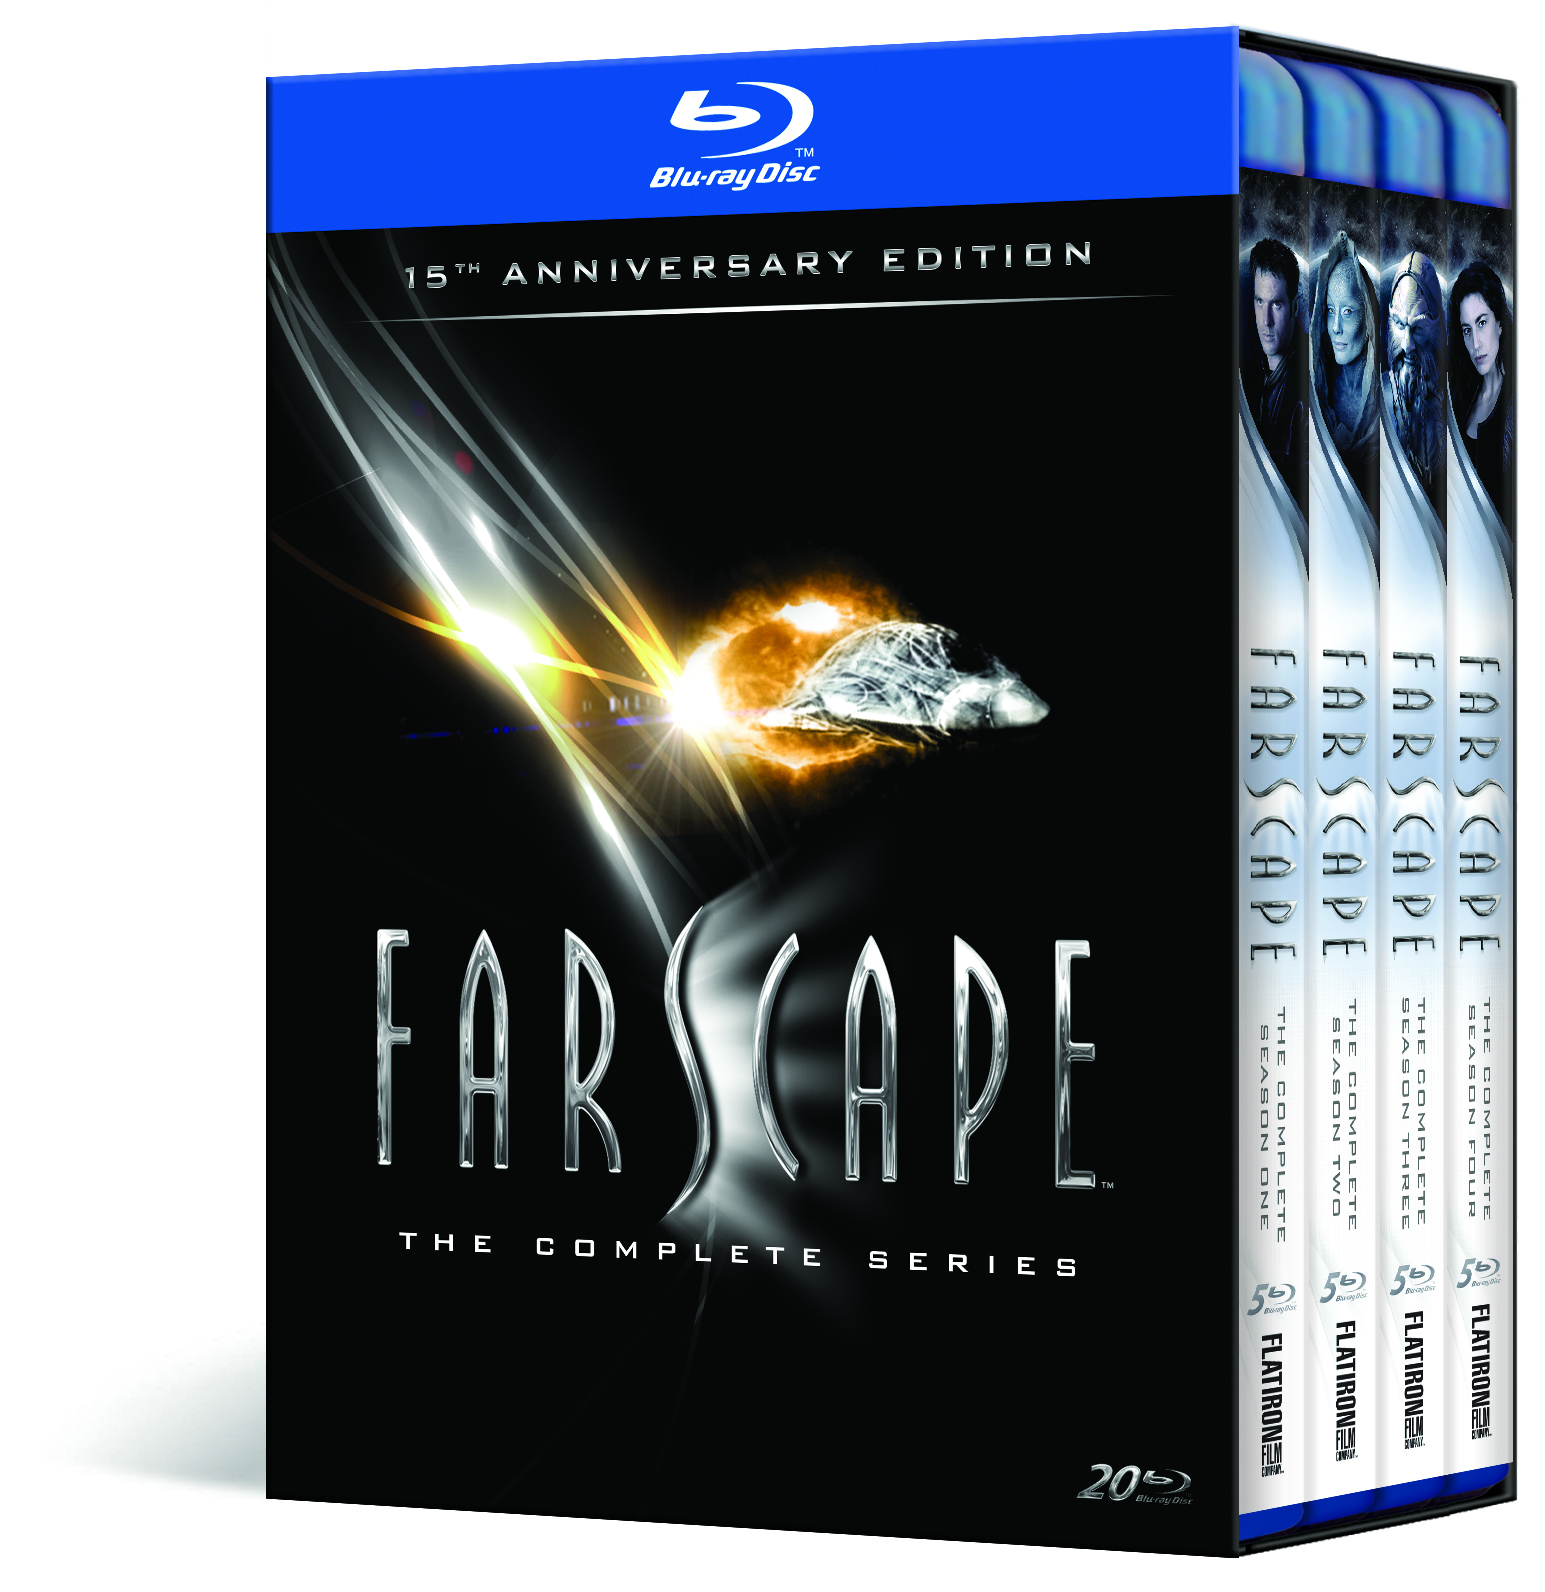 Blu-ray Disc™
15TH ANNIVERSARY EDITION
FARSCAPE™
THE COMPLETE SERIES
20 Blu-ray Disc
FARSCAPE
THE COMPLETE
SEASON ONE
5 Blu-ray Disc
FLATIRON
FILM
COMPANY
FARSCAPE
THE COMPLETE
SEASON TWO
5 Blu-ray Disc
FLATIRON
FILM
COMPANY
FARSCAPE
THE COMPLETE
SEASON THREE
5 Blu-ray Disc
FLATIRON
FILM
COMPANY
FARSCAPE
THE COMPLETE
SEASON FOUR
5 Blu-ray Disc
FLATIRON
FILM
COMPANY